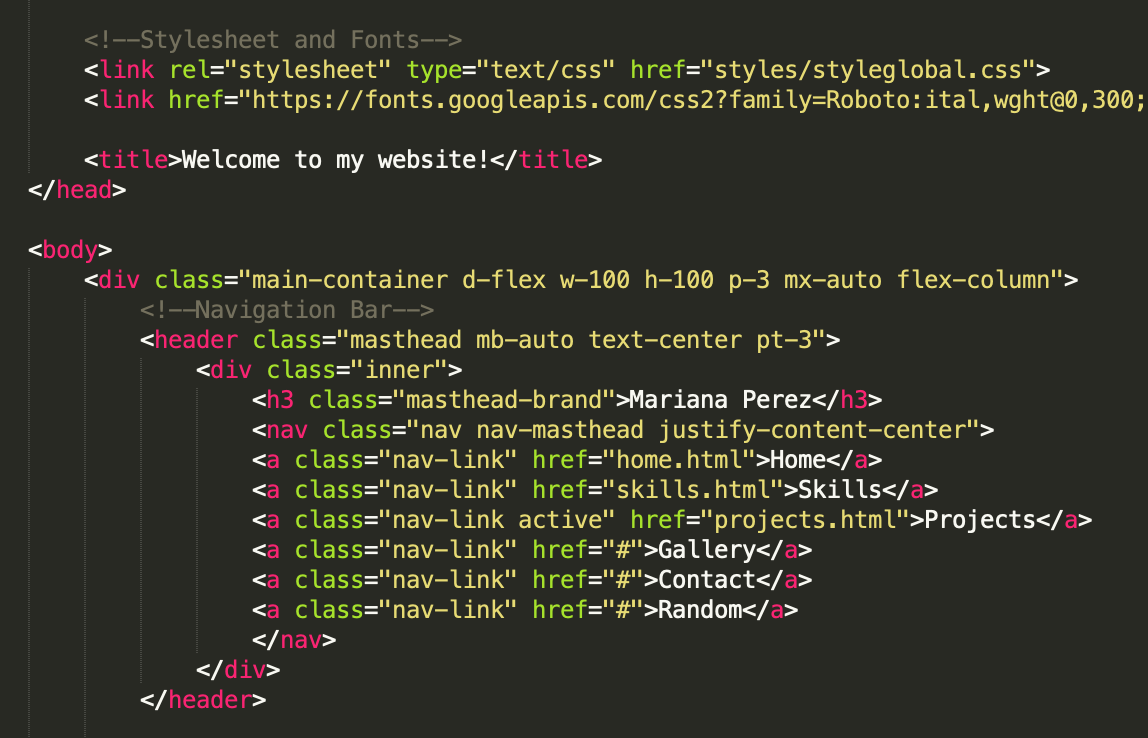 <!--Stylesheet and Fonts-->
<link rel="stylesheet" type="text/css" href="styles/styleglobal.css">
<link href="https://fonts.googleapis.com/css2?family=Roboto:ital,wght@0,300;
<title>Welcome to my website!</title>
</head>
<body>
<div class="main-container d-flex w-100 h-100 p-3 mx-auto flex-column">
<!--Navigation Bar-->
<header class="masthead mb-auto text-center pt-3">
<div class="inner">
<h3 class="masthead-brand">Mariana Perez</h3>
<nav class="nav nav-masthead justify-content-center">
<a class="nav-link" href="home.html">Home</a>
<a class="nav-link" href="skills.html">Skills</a>
<a class="nav-link active" href="projects.html">Projects</a>
<a class="nav-link" href="#">Gallery</a>
<a class="nav-link" href="#">Contact</a>
<a class="nav-link" href="#">Random</a>
</nav>
</div>
</header>